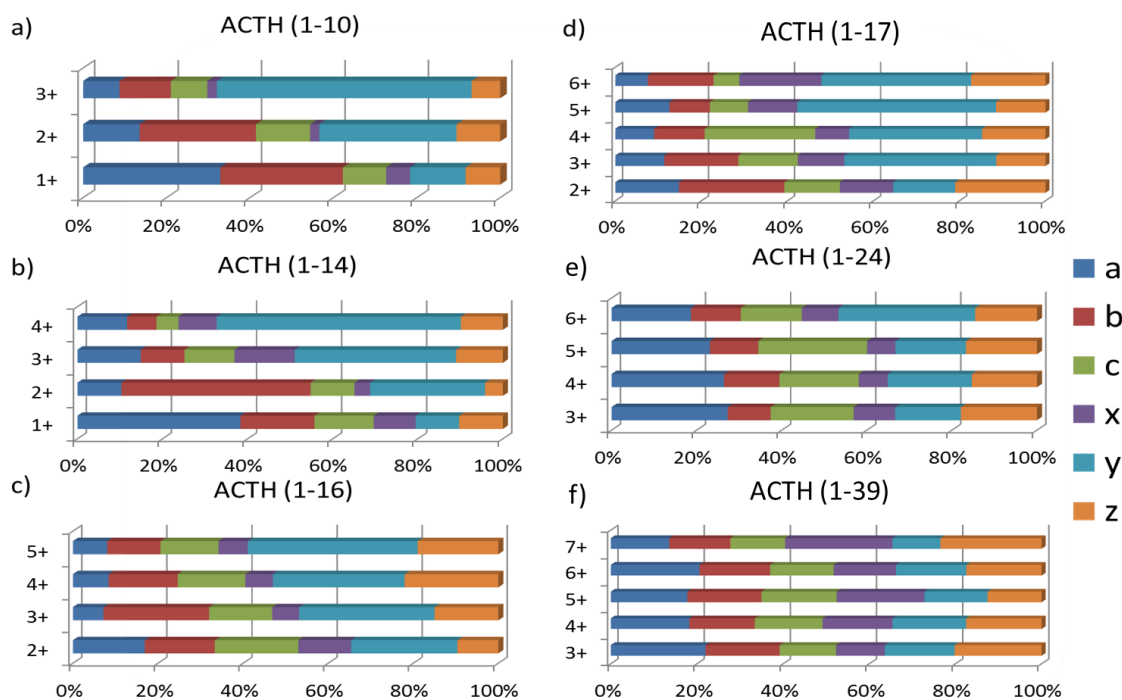 a)
ACTH (1-10)
3+
2+
1+
0% 20% 40% 60% 80% 100%
b)
ACTH (1-14)
4+
3+
2+
1+
0% 20% 40% 60% 80% 100%
c)
ACTH (1-16)
5+
4+
3+
2+
0% 20% 40% 60% 80% 100%
d)
ACTH (1-17)
6+
5+
4+
3+
2+
0% 20% 40% 60% 80% 100%
e)
ACTH (1-24)
6+
5+
4+
3+
0% 20% 40% 60% 80% 100%
f)
ACTH (1-39)
7+
6+
5+
4+
3+
0% 20% 40% 60% 80% 100%
a
b
c
x
y
z